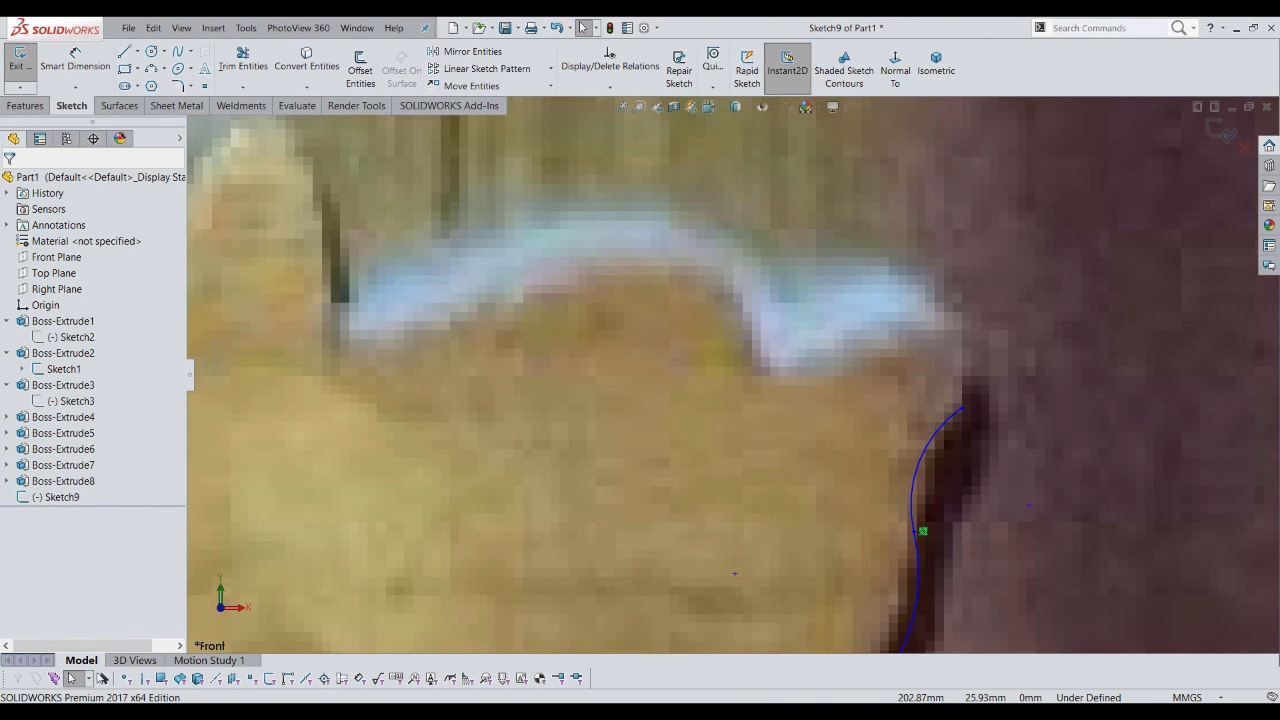 SOLIDWORKS File Edit View Insert Tools PhotoView 360 Window Help Sketch9 of Part1 * Search Commands
Exit ... Smart Dimension Trim Entities Convert Entities Offset Entities Offset On Surface Mirror Entities Linear Sketch Pattern Move Entities Display/Delete Relations Repair Sketch Qui... Rapid Sketch Instant2D Shaded Sketch Contours Normal To Isometric
Features Sketch Surfaces Sheet Metal Weldments Evaluate Render Tools SOLIDWORKS Add-Ins
Part1 (Default<<Default>_Display Sta
History
Sensors
Annotations
Material <not specified>
Front Plane
Top Plane
Right Plane
Origin
Boss-Extrude1
(-) Sketch2
Boss-Extrude2
Sketch1
Boss-Extrude3
(-) Sketch3
Boss-Extrude4
Boss-Extrude5
Boss-Extrude6
Boss-Extrude7
Boss-Extrude8
(-) Sketch9
Y
X
*Front
Model 3D Views Motion Study 1
SOLIDWORKS Premium 2017 x64 Edition 202.87mm 25.93mm 0mm Under Defined MMGS